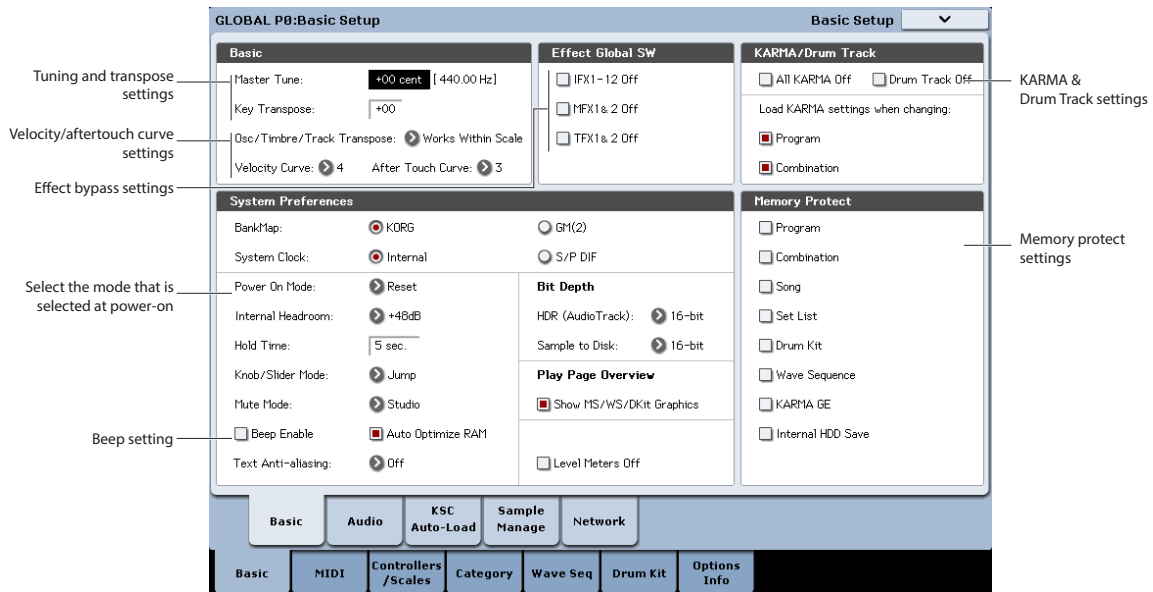 GLOBAL P0:Basic Setup
Basic Setup
Basic
Master Tune: +00 cent [ 440.00 Hz]
Key Transpose: +00
Osc/Timbre/Track Transpose: Works Within Scale
Velocity Curve: 4 After Touch Curve: 3
Effect Global SW
IFX1-12 Off
MFX1& 2 Off
TFX1& 2 Off
KARMA/Drum Track
All KARMA Off Drum Track Off
Load KARMA settings when changing:
Program
Combination
System Preferences
BankMap: KORG GM(2)
System Clock: Internal S/P DIF
Power On Mode: Reset
Internal Headroom: +48dB
Hold Time: 5 sec.
Knob/Slider Mode: Jump
Mute Mode: Studio
Beep Enable Auto Optimize RAM
Text Anti-aliasing: Off
Bit Depth
HDR (AudioTrack): 16-bit
Sample to Disk: 16-bit
Play Page Overview
Show MS/WS/DKit Graphics
Level Meters Off
Memory Protect
Program
Combination
Song
Set List
Drum Kit
Wave Sequence
KARMA GE
Internal HDD Save
Basic
Audio
KSC
Auto-Load
Sample
Manage
Network
Basic
MIDI
Controllers
/Scales
Category
Wave Seq
Drum Kit
Options
Info
Tuning and transpose
settings
Velocity/aftertouch curve
settings
Effect bypass settings
Select the mode that is
selected at power-on
Beep setting
KARMA &
Drum Track settings
Memory protect
settings